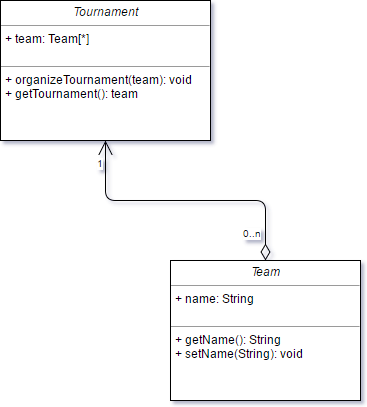 Tournament
+ team: Team[*]
+ organizeTournament(team): void
+ getTournament(): team
1
0..n
Team
+ name: String
+ getName(): String
+ setName(String): void